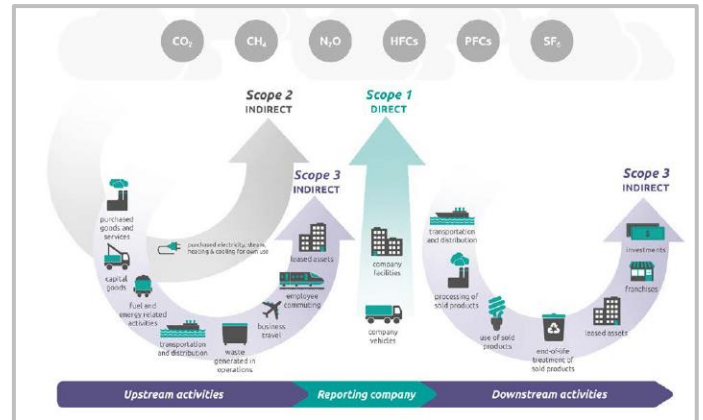 CO₂
CH₄
N₂O
HFCs
PFCs
SF₆
Scope 2
INDIRECT
Scope 1
DIRECT
Scope 3
INDIRECT
Scope 3
INDIRECT
purchased
goods and
services
capital
goods
fuel and
energy related
activities
transportation
and distribution
waste
generated in
operations
business
travel
employee
commuting
leased assets
purchased electricity, steam,
heating & cooling for own use
company
facilities
company
vehicles
transportation
and distribution
processing of
sold products
use of sold
products
end-of-life
treatment of
sold products
leased assets
franchises
investments
Upstream activities
Reporting company
Downstream activities